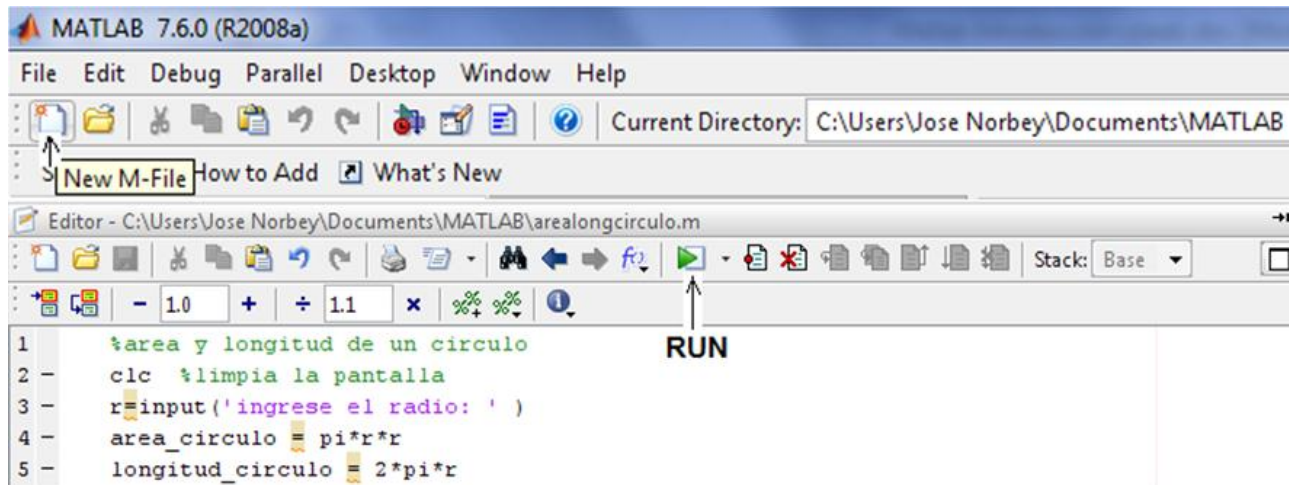 MATLAB 7.6.0 (R2008a)
File Edit Debug Parallel Desktop Window Help
Current Directory: C:\Users\Jose Norbey\Documents\MATLAB
S New M-File How to Add What's New
Editor - C:\Users\Jose Norbey\Documents\MATLAB\arealongcirculo.m
Stack: Base
- 1.0 + ÷ 1.1 ×
RUN
1 %area y longitud de un circulo
2 - clc %limpia la pantalla
3 - r=input('ingrese el radio: ' )
4 - area_circulo = pi*r*r
5 - longitud_circulo = 2*pi*r